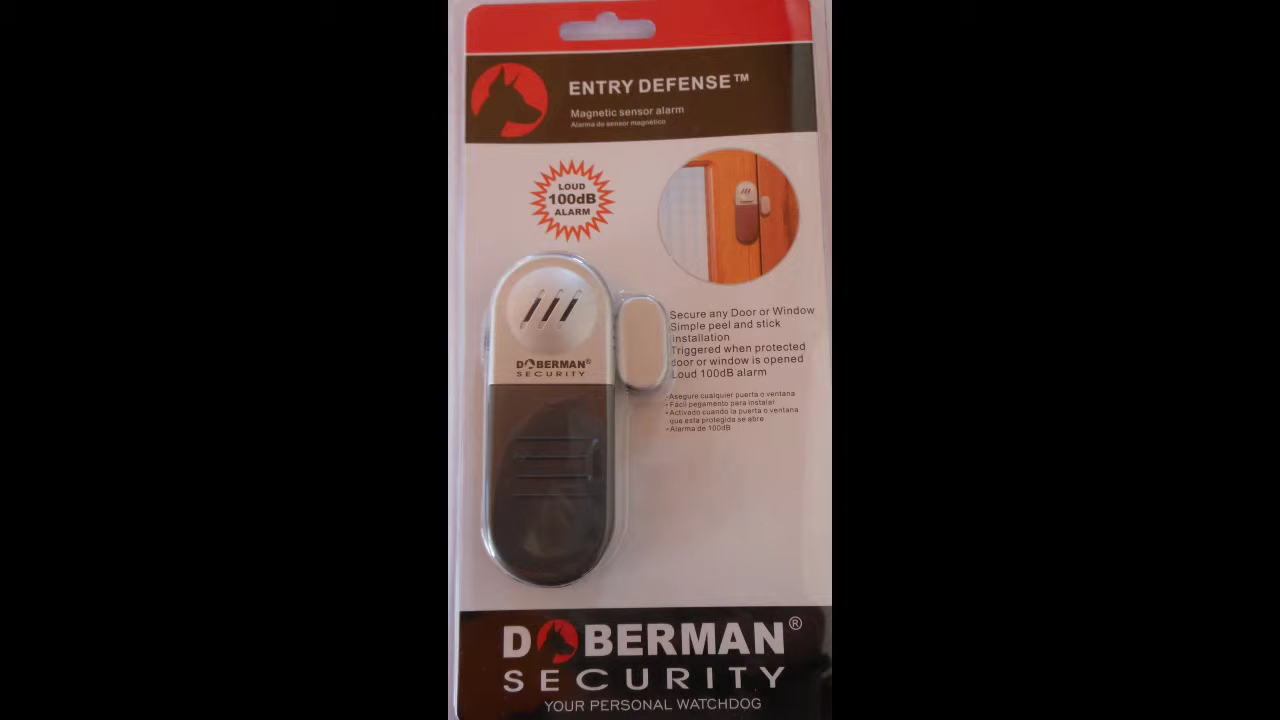 ENTRY DEFENSE™
Magnetic sensor alarm
Alarma de sensor magnético
LOUD
100dB
ALARM
DOBERMAN®
SECURITY
Secure any Door or Window
Simple peel and stick
installation
Triggered when protected
door or window is opened
Loud 100dB alarm
•Asegure cualquier puerta o ventana
•Fácil pegamento para instalar
•Activado cuando la puerta o ventana
que esta protegida se abre
•Alarma de 100dB
DOBERMAN®
SECURITY
YOUR PERSONAL WATCHDOG